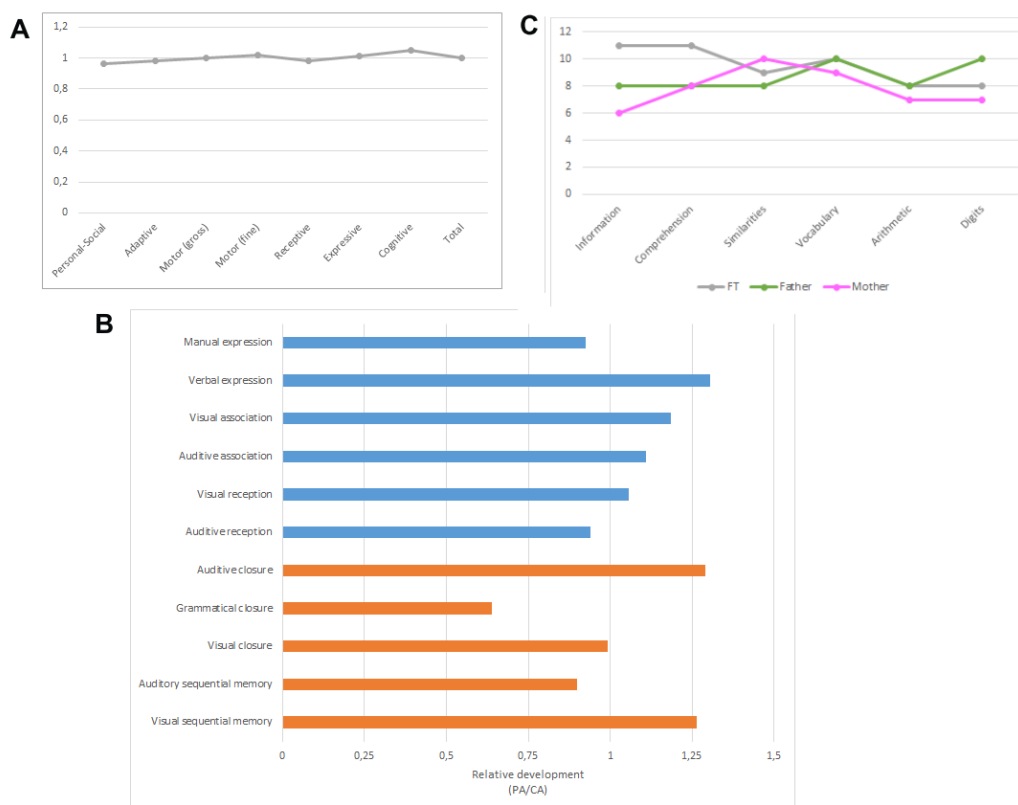 A
1,2
1
0,8
0,6
0,4
0,2
0
Personal-Social
Adaptive
Motor (gross)
Motor (fine)
Receptive
Expressive
Cognitive
Total
C
12
10
8
6
4
2
0
Information
Comprehension
Similarities
Vocabulary
Arithmetic
Digits
FT Father Mother
B
Manual expression
Verbal expression
Visual association
Auditive association
Visual reception
Auditive reception
Auditive closure
Grammatical closure
Visual closure
Auditory sequential memory
Visual sequential memory
0 0,25 0,5 0,75 1 1,25 1,5
Relative development
(PA/CA)